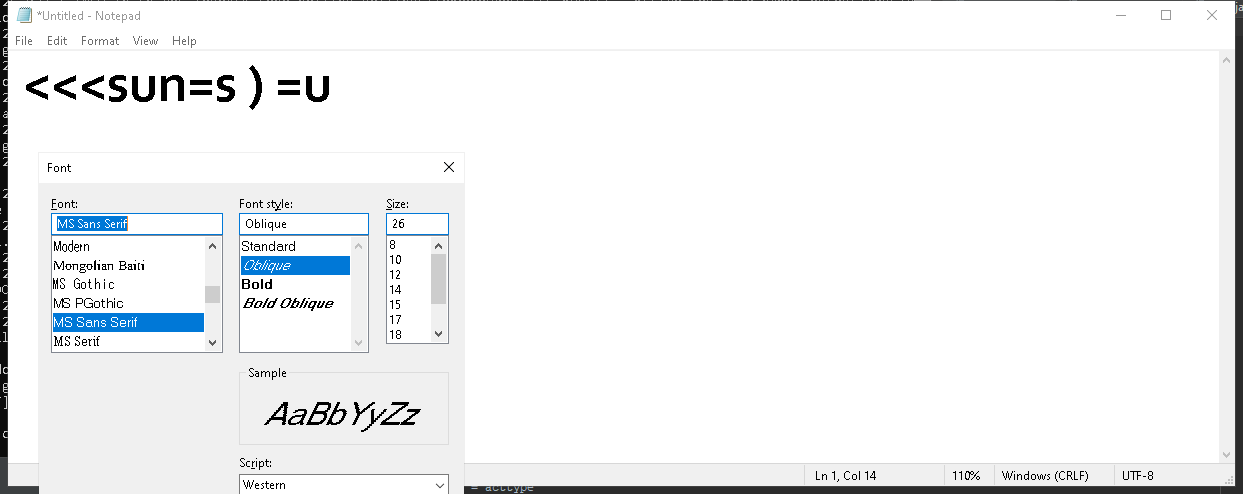 *Untitled - Notepad
File Edit Format View Help
<<<sun=s ) =u
Font
Font: Font style: Size:
MS Sans Serif Oblique 26
Modern Standard 8
Mongolian Baiti Oblique 10
MS Gothic Bold 12
MS PGothic Bold Oblique 14
MS Sans Serif 15
MS Serif 17
18
Sample
AaBbYyZz
Script:
Western
Ln 1, Col 14 110% Windows (CRLF) UTF-8
= acctype